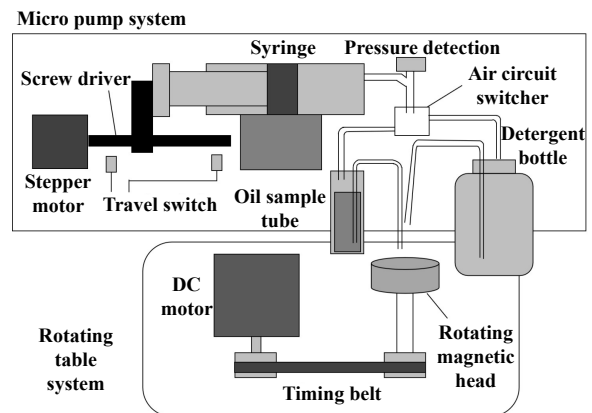 Micro pump system
Syringe
Pressure detection
Screw driver
Air circuit
switcher
Detergent
bottle
Stepper
motor
Travel switch
Oil sample
tube
DC
motor
Rotating
table
system
Rotating
magnetic
head
Timing belt